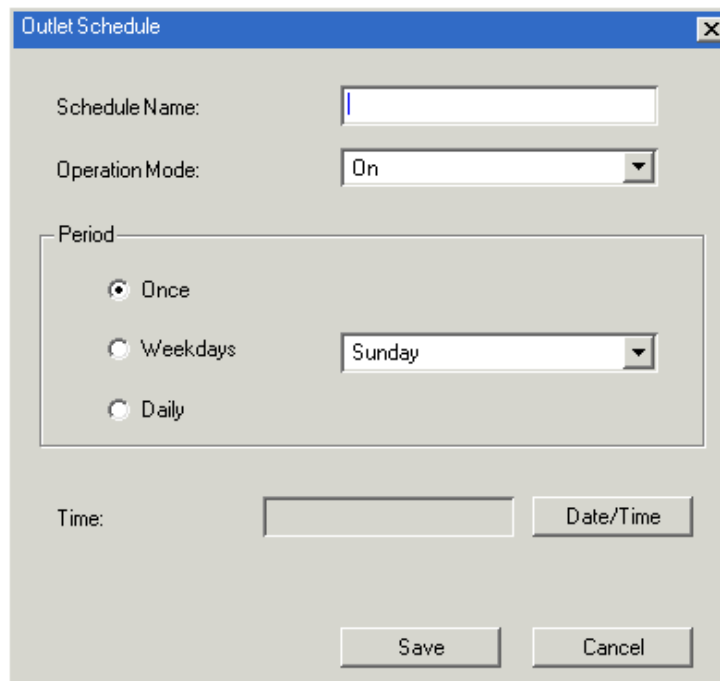 Outlet Schedule
Schedule Name:
Operation Mode: On
Period
Once
Weekdays Sunday
Daily
Time: Date/Time
Save Cancel